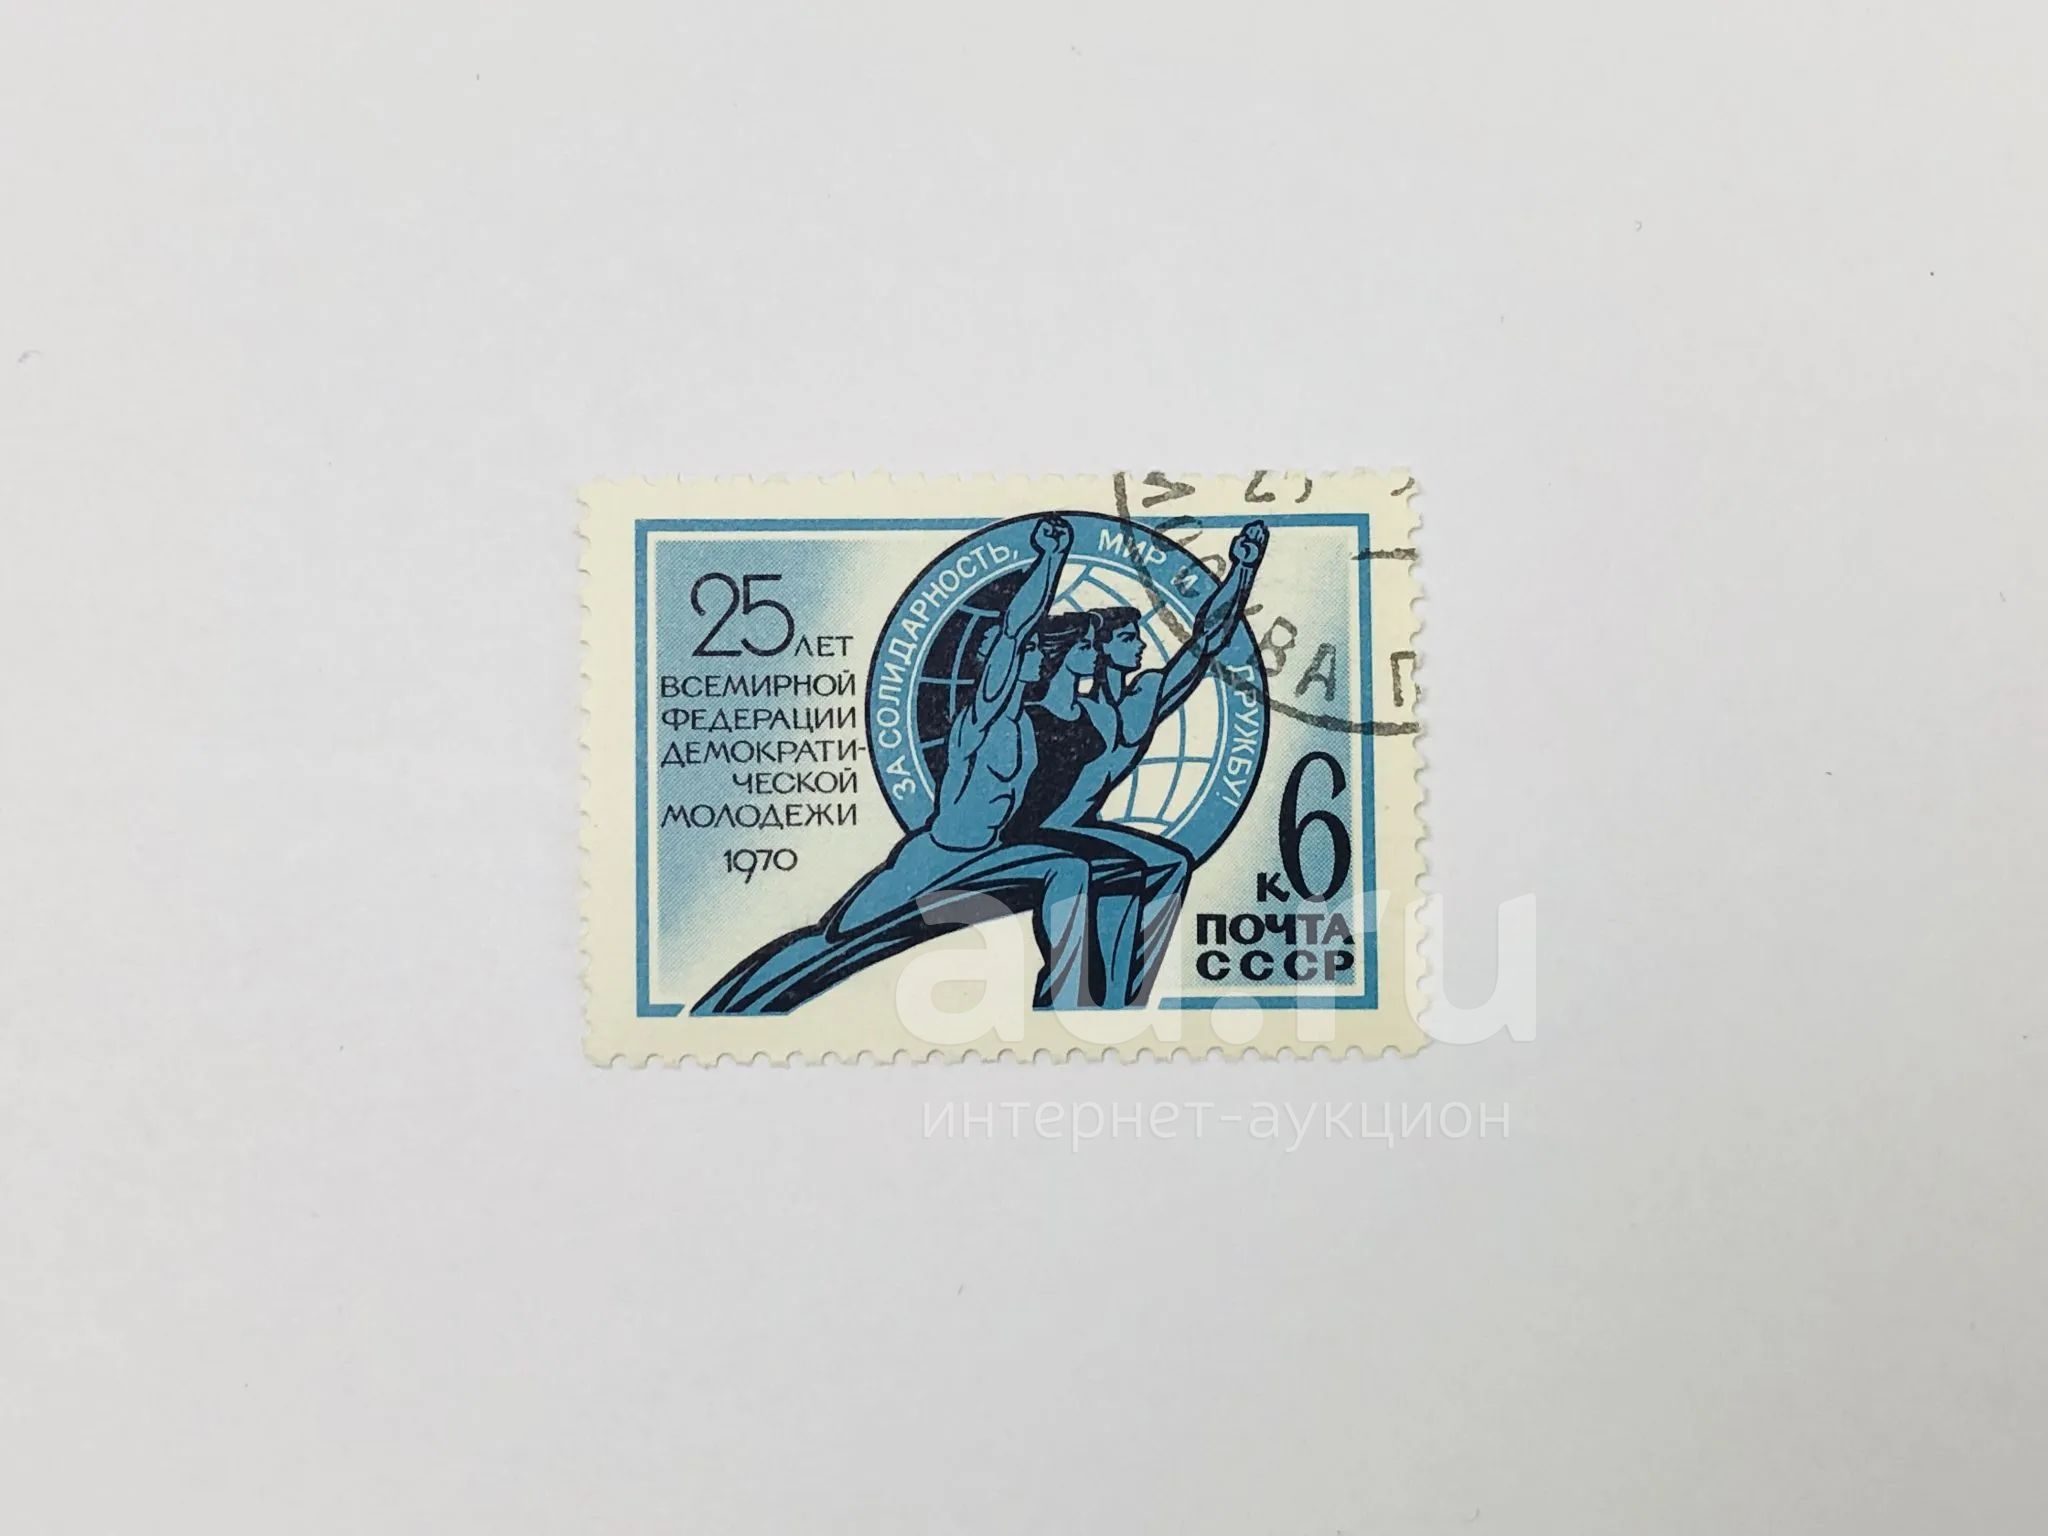 25 ЛЕТ
ВСЕМИРНОЙ
ФЕДЕРАЦИИ
ДЕМОКРАТИ-
ЧЕСКОЙ
МОЛОДЕЖИ
1970
ЗА СОЛИДАРНОСТЬ, МИР И ДРУЖБУ!
6
К
ПОЧТА
СССР
МОСКВА
au.ru
интернет-аукцион